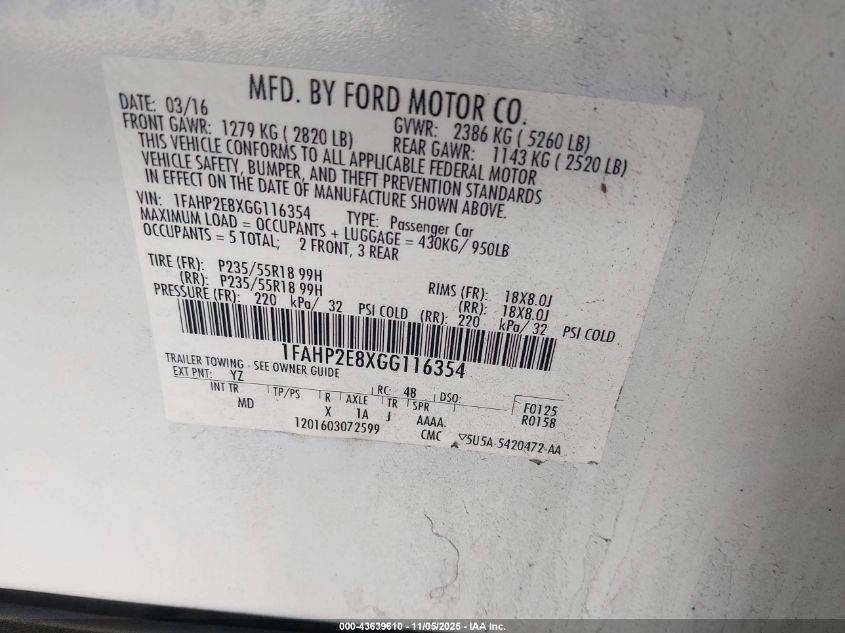 MFD. BY FORD MOTOR CO.
DATE: 03/16 GVWR: 2386 KG ( 5260 LB)
FRONT GAWR: 1279 KG ( 2820 LB) REAR GAWR: 1143 KG ( 2520 LB)
THIS VEHICLE CONFORMS TO ALL APPLICABLE FEDERAL MOTOR
VEHICLE SAFETY, BUMPER, AND THEFT PREVENTION STANDARDS
IN EFFECT ON THE DATE OF MANUFACTURE SHOWN ABOVE.
VIN: 1FAHP2E8XGG116354 TYPE: Passenger Car
MAXIMUM LOAD = OCCUPANTS + LUGGAGE = 430KG/ 950LB
OCCUPANTS = 5 TOTAL; 2 FRONT, 3 REAR
TIRE (FR): P235/55R18 99H RIMS (FR): 18X8.0J
(RR): P235/55R18 99H (RR): 18X8.0J
PRESSURE (FR): 220 kPa/ 32 PSI COLD (RR): 220 kPa/ 32 PSI COLD
1FAHP2E8XGG116354
TRAILER TOWING - SEE OWNER GUIDE
EXT PNT: YZ RC: 48 DSO:
INT TR TP/PS R AXLE TR SPR F0125
MD X 1A J AAAA. R0158
1201603072599 CMC ▽5U5A-5420472-AA
000-43639610 - 11/05/2025 - COPYRIGHT © IAA, LLC.